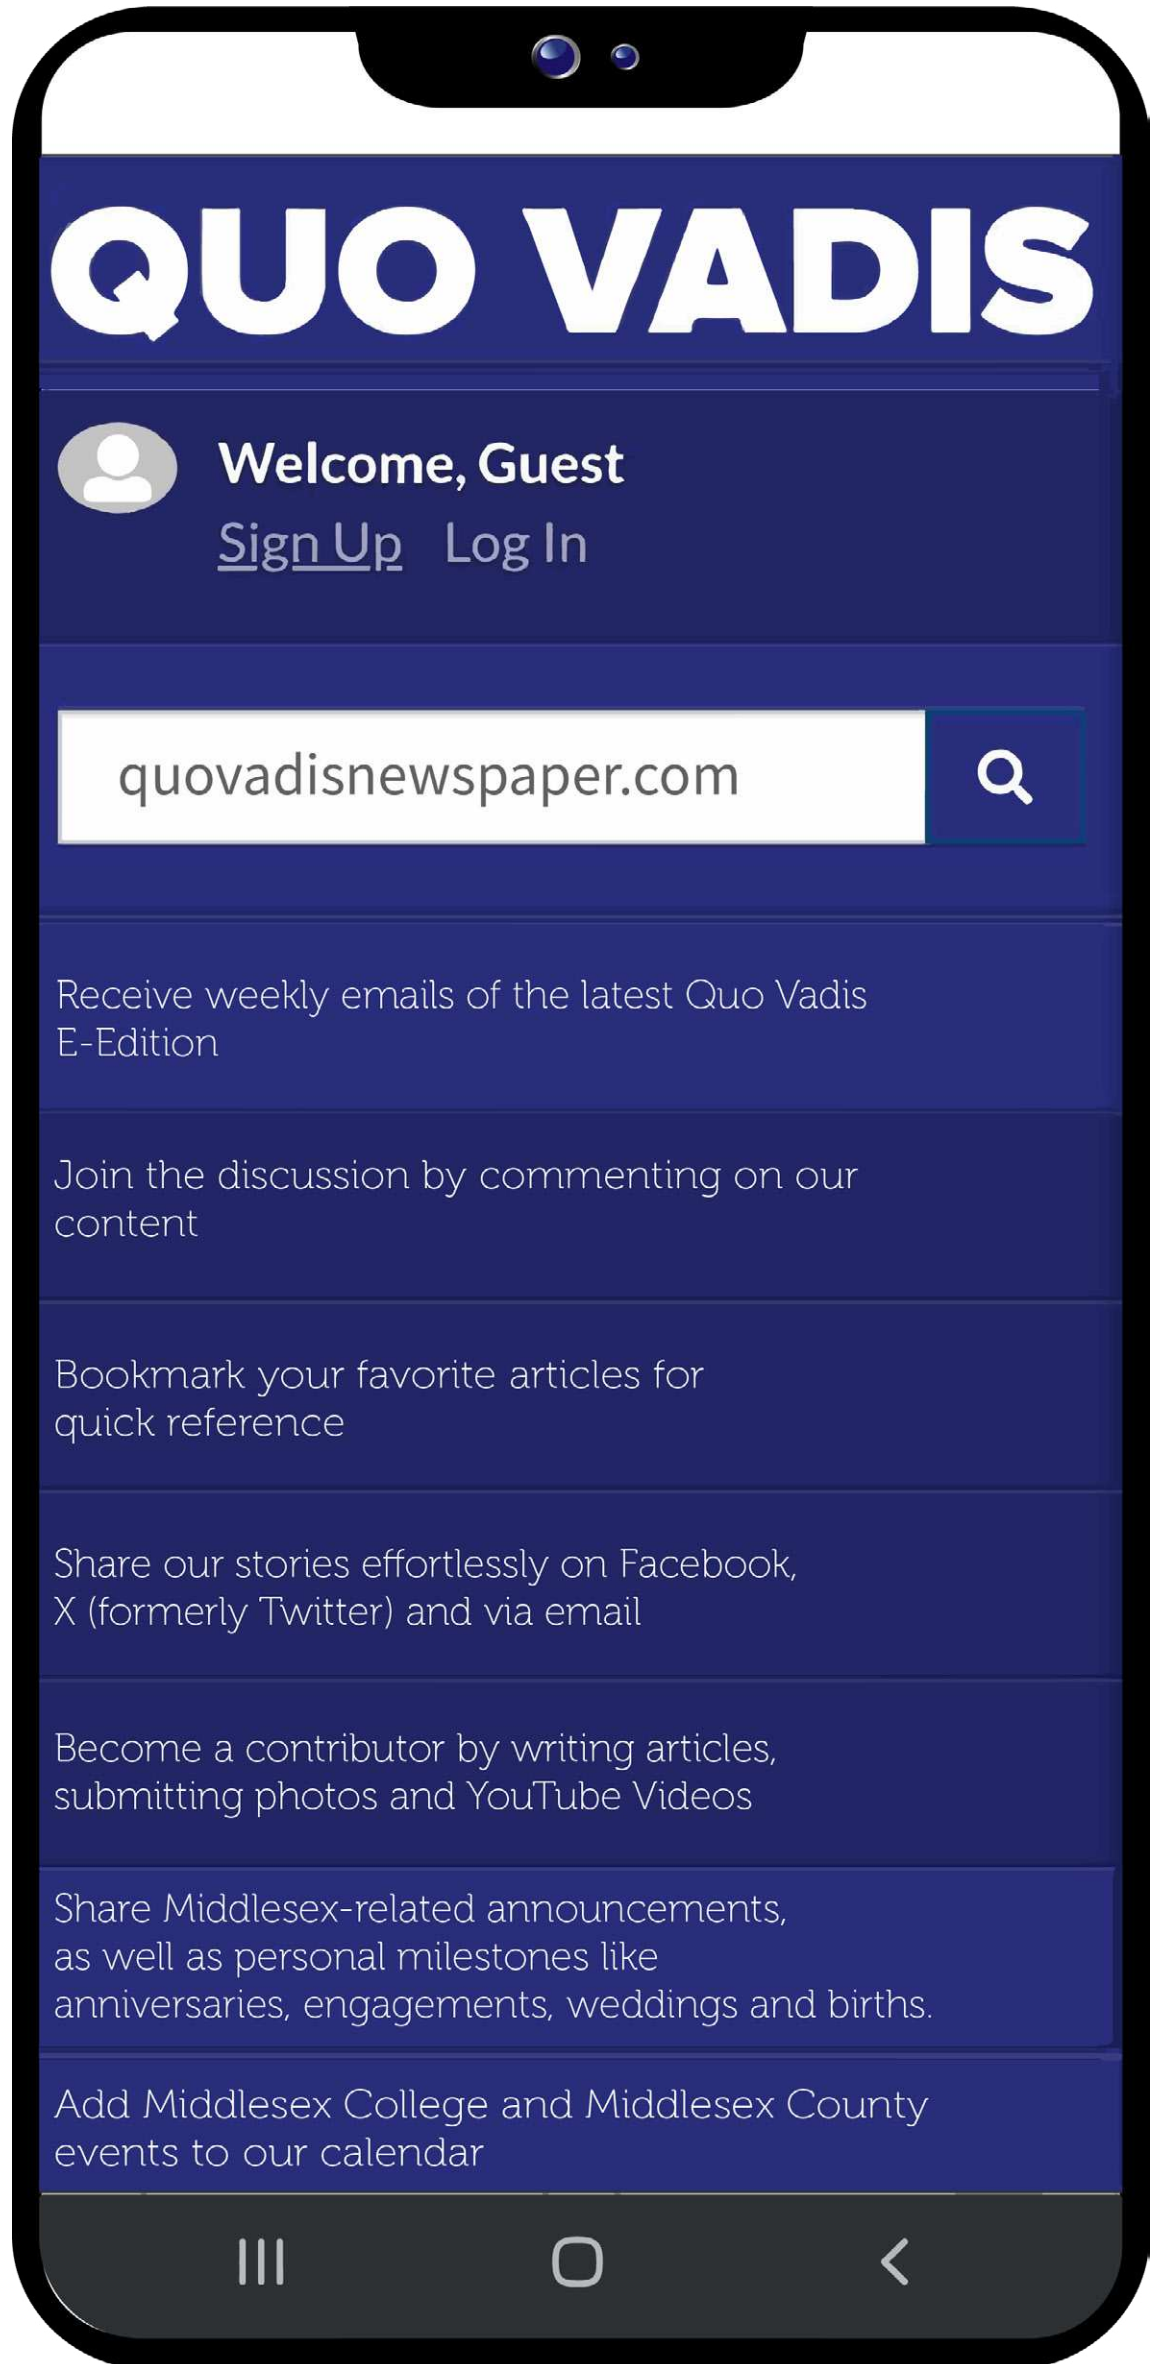 QUO VADIS
Welcome, Guest
Sign Up Log In
quovadisnewspaper.com
Receive weekly emails of the latest Quo Vadis
E-Edition
Join the discussion by commenting on our
content
Bookmark your favorite articles for
quick reference
Share our stories effortlessly on Facebook,
X (formerly Twitter) and via email
Become a contributor by writing articles,
submitting photos and YouTube Videos
Share Middlesex-related announcements,
as well as personal milestones like
anniversaries, engagements, weddings and births.
Add Middlesex College and Middlesex County
events to our calendar